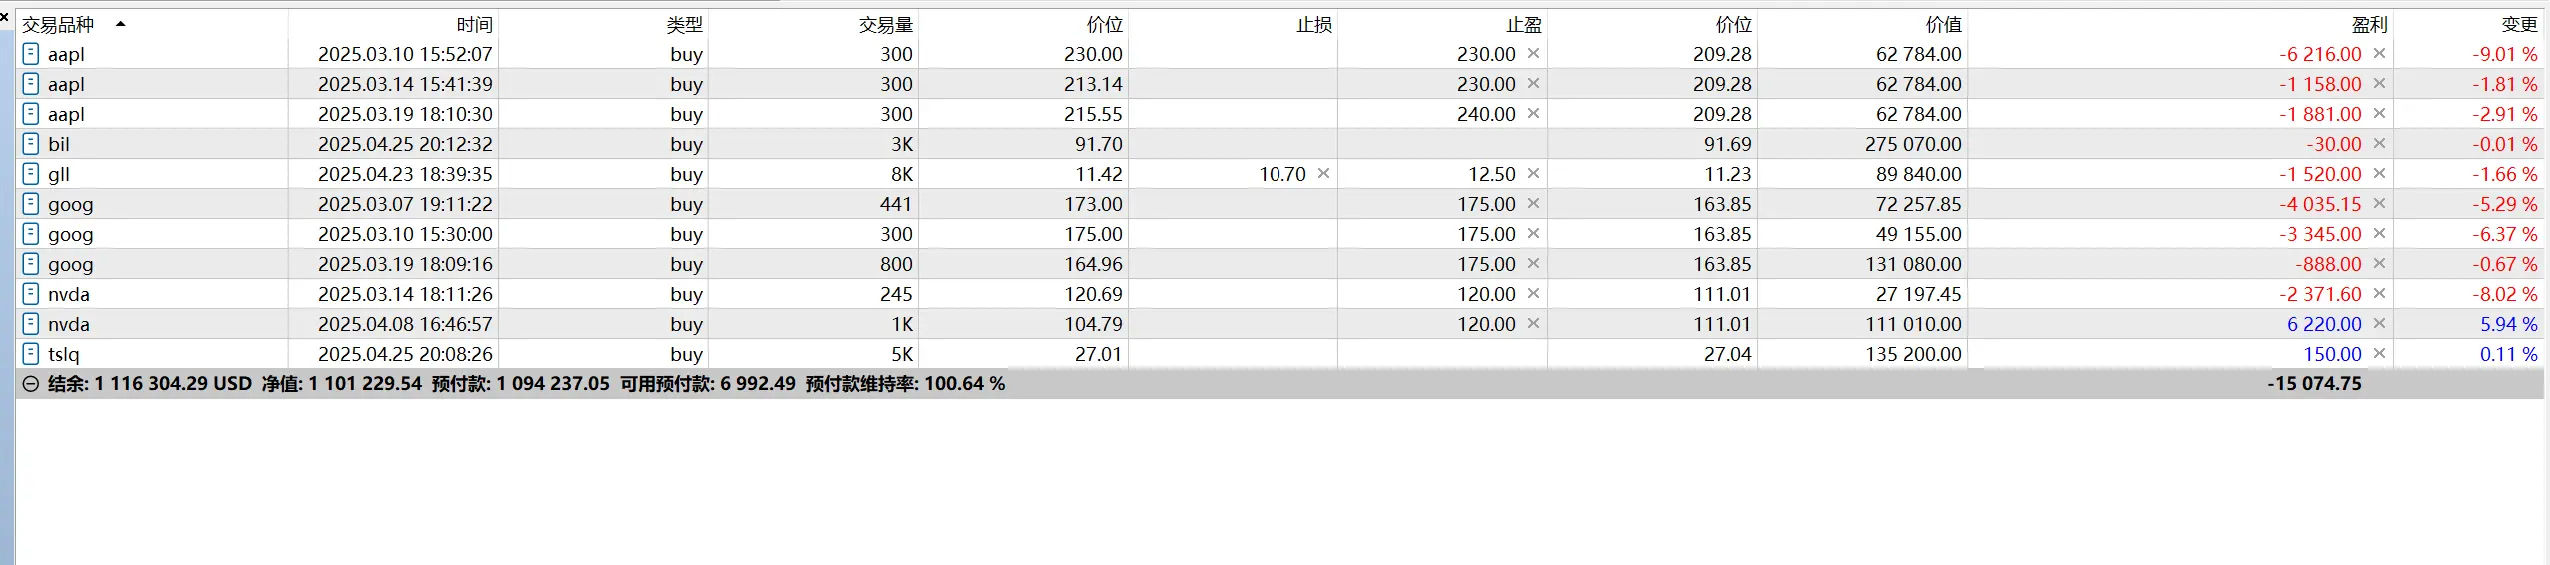 交易品种 时间 类型 交易量 价位 止损 止盈 价位 价值 盈利 变更
aapl 2025.03.10 15:52:07 buy 300 230.00 230.00 209.28 62 784.00 -6 216.00 -9.01 %
aapl 2025.03.14 15:41:39 buy 300 213.14 230.00 209.28 62 784.00 -1 158.00 -1.81 %
aapl 2025.03.19 18:10:30 buy 300 215.55 240.00 209.28 62 784.00 -1 881.00 -2.91 %
bil 2025.04.25 20:12:32 buy 3K 91.70 91.69 275 070.00 -30.00 -0.01 %
gll 2025.04.23 18:39:35 buy 8K 11.42 10.70 12.50 11.23 89 840.00 -1 520.00 -1.66 %
goog 2025.03.07 19:11:22 buy 441 173.00 175.00 163.85 72 257.85 -4 035.15 -5.29 %
goog 2025.03.10 15:30:00 buy 300 175.00 175.00 163.85 49 155.00 -3 345.00 -6.37 %
goog 2025.03.19 18:09:16 buy 800 164.96 175.00 163.85 131 080.00 -888.00 -0.67 %
nvda 2025.03.14 18:11:26 buy 245 120.69 120.00 111.01 27 197.45 -2 371.60 -8.02 %
nvda 2025.04.08 16:46:57 buy 1K 104.79 120.00 111.01 111 010.00 6 220.00 5.94 %
tslq 2025.04.25 20:08:26 buy 5K 27.01 27.04 135 200.00 150.00 0.11 %
结余: 1 116 304.29 USD 净值: 1 101 229.54 预付款: 1 094 237.05 可用预付款: 6 992.49 预付款维持率: 100.64 % -15 074.75